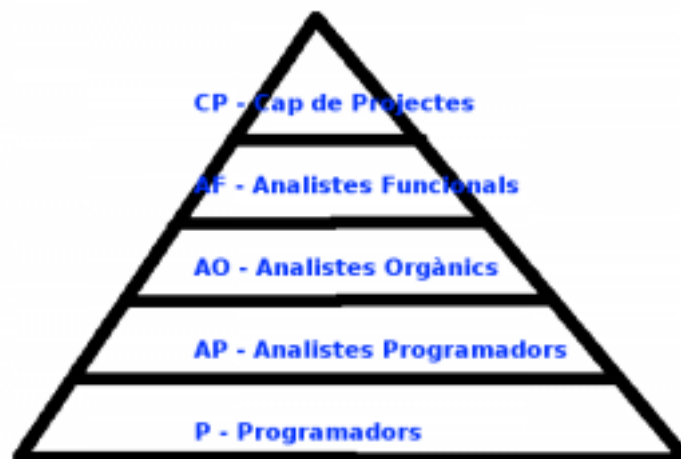 CP - Cap de Projectes
AF - Analistes Funcionals
AO - Analistes Orgànics
AP - Analistes Programadors
P - Programadors